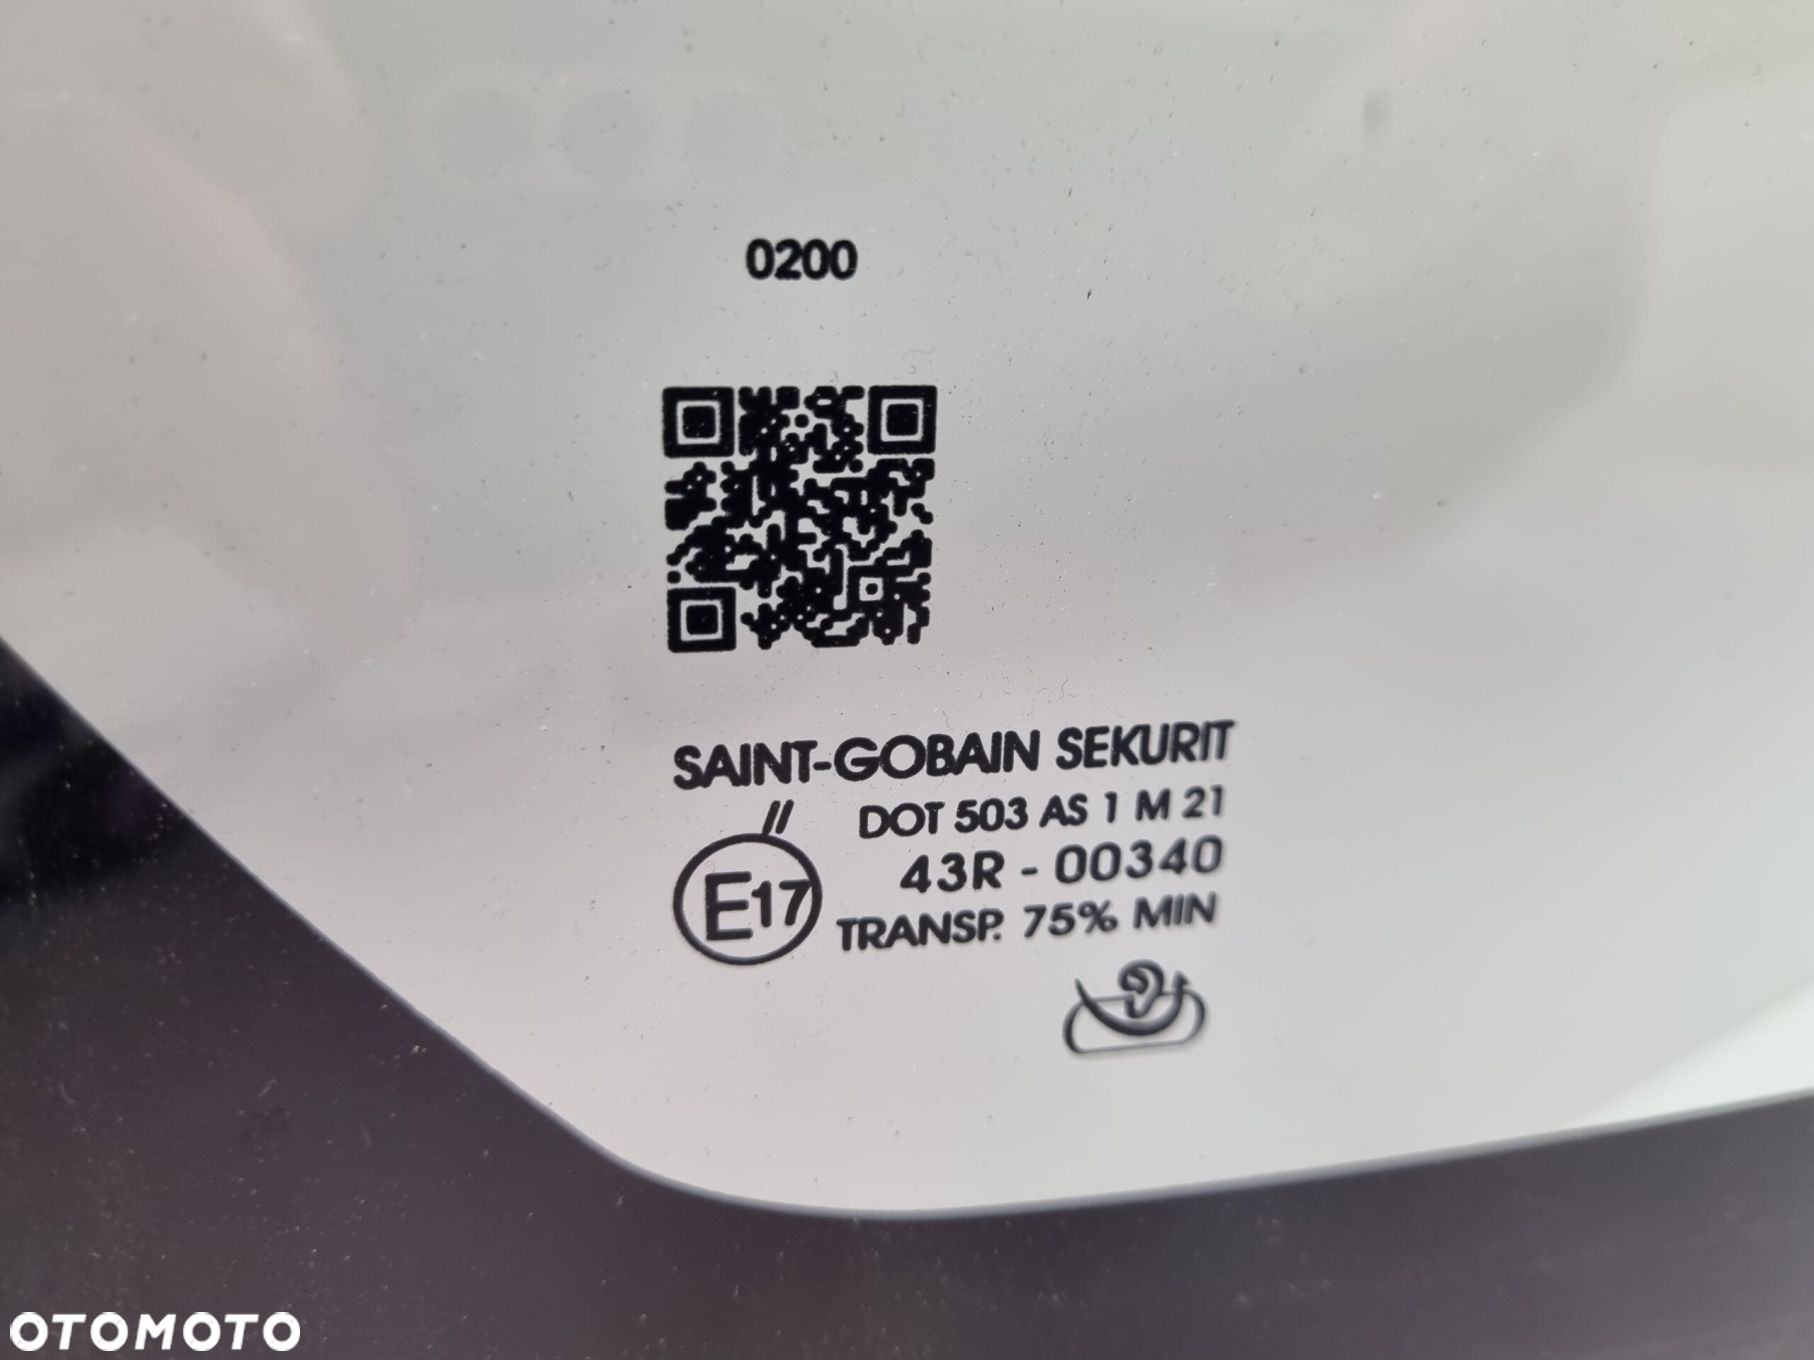 0200
SAINT-GOBAIN SEKURIT
//
DOT 503 AS 1 M 21
43R - 00340
E17
TRANSP. 75% MIN
OTOMOTO